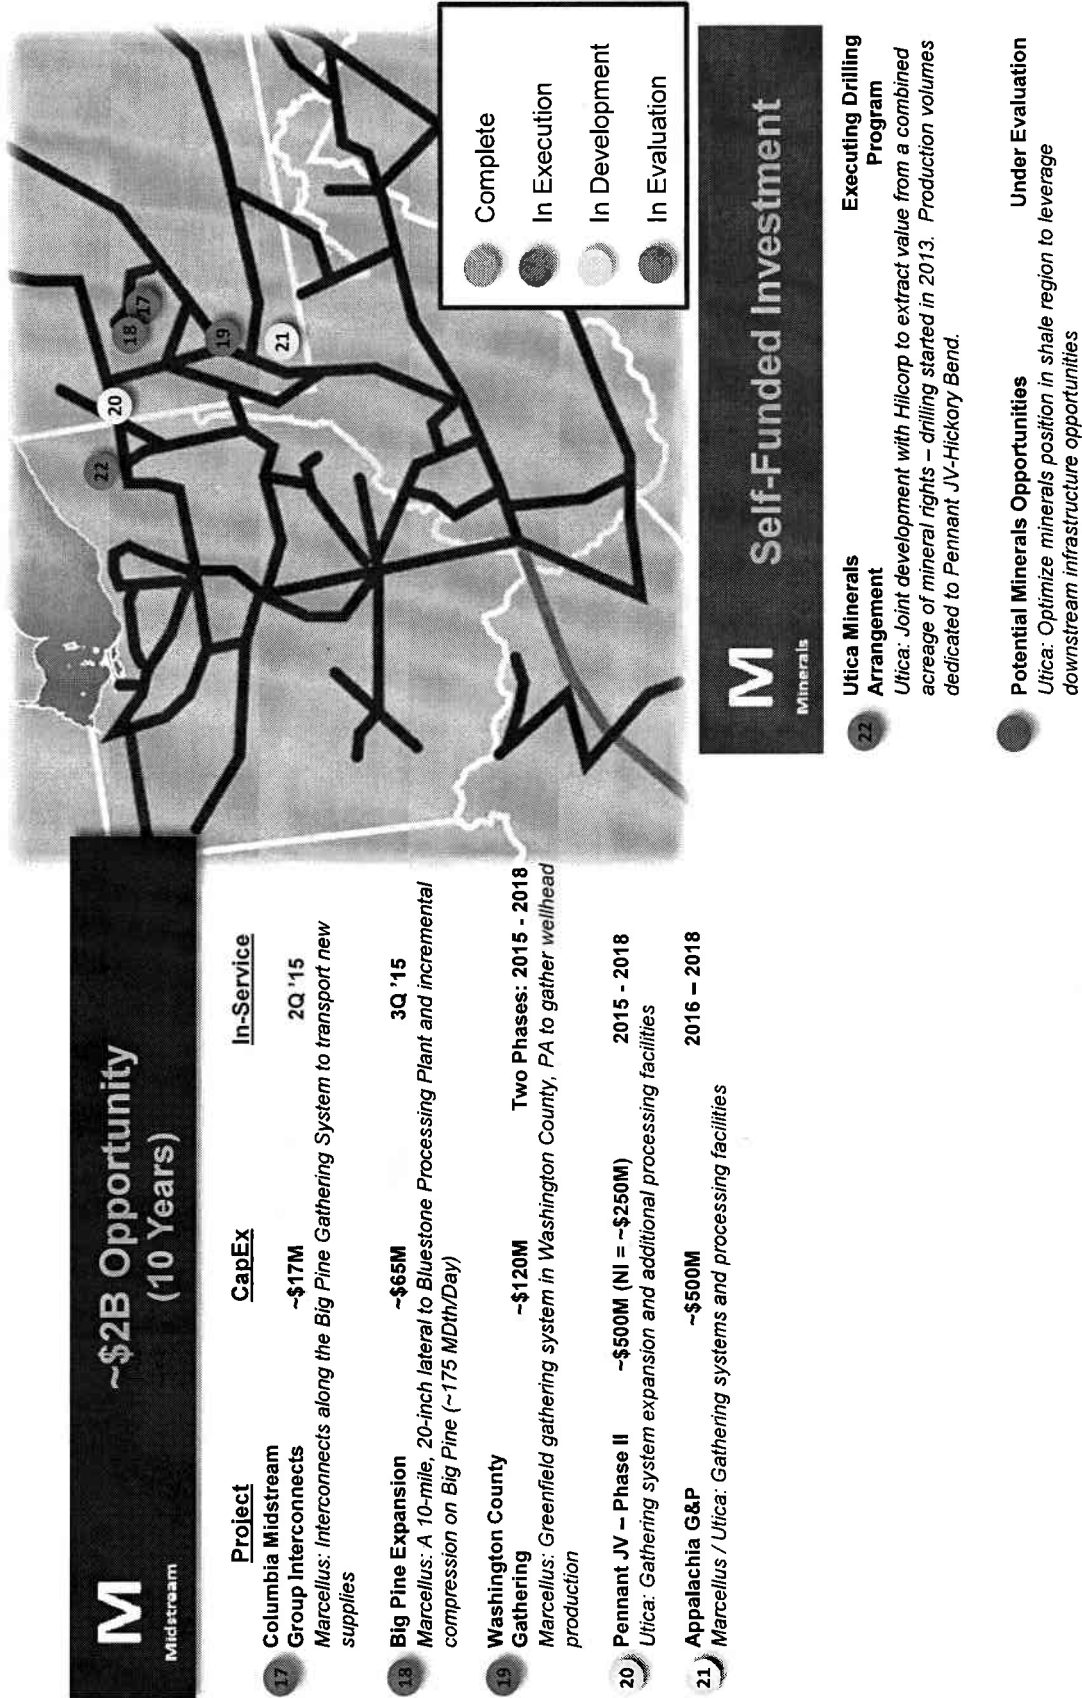 M
Midstream
~$2B Opportunity
(10 Years)
Project CapEx In-Service
17 Columbia Midstream
Group Interconnects ~$17M 2Q '15
Marcellus: Interconnects along the Big Pine Gathering System to transport new
supplies
18 Big Pine Expansion ~$65M 3Q '15
Marcellus: A 10-mile, 20-inch lateral to Bluestone Processing Plant and incremental
compression on Big Pine (~175 MDth/Day)
19 Washington County
Gathering ~$120M Two Phases: 2015 - 2018
Marcellus: Greenfield gathering system in Washington County, PA to gather wellhead
production
20 Pennant JV – Phase II ~$500M (NI = ~$250M) 2015 - 2018
Utica: Gathering system expansion and additional processing facilities
21 Appalachia G&P ~$500M 2016 – 2018
Marcellus / Utica: Gathering systems and processing facilities
22
20
18
17
19
21
Complete
In Execution
In Development
In Evaluation
M
Minerals
Self-Funded Investment
22 Utica Minerals Executing Drilling
Arrangement Program
Utica: Joint development with Hilcorp to extract value from a combined
acreage of mineral rights – drilling started in 2013. Production volumes
dedicated to Pennant JV-Hickory Bend.
Potential Minerals Opportunities Under Evaluation
Utica: Optimize minerals position in shale region to leverage
downstream infrastructure opportunities